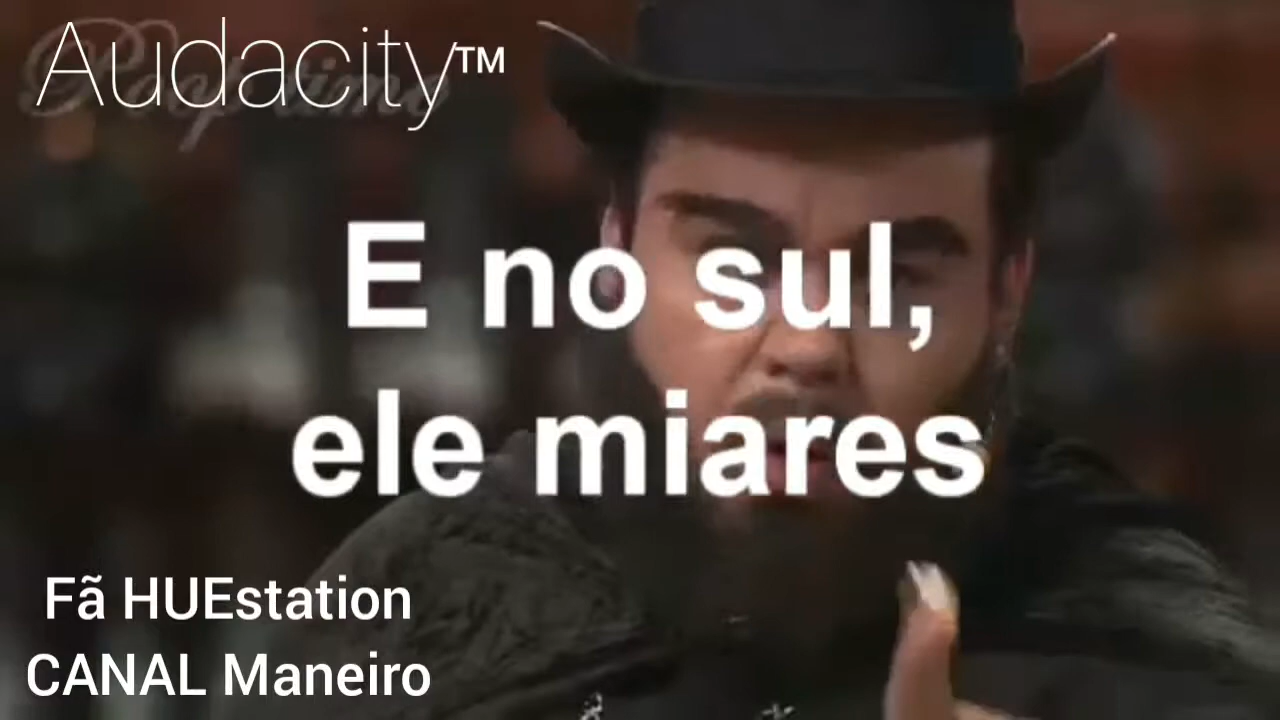 Audacity™
E no sul,
ele miares
Fã HUEstation
CANAL Maneiro